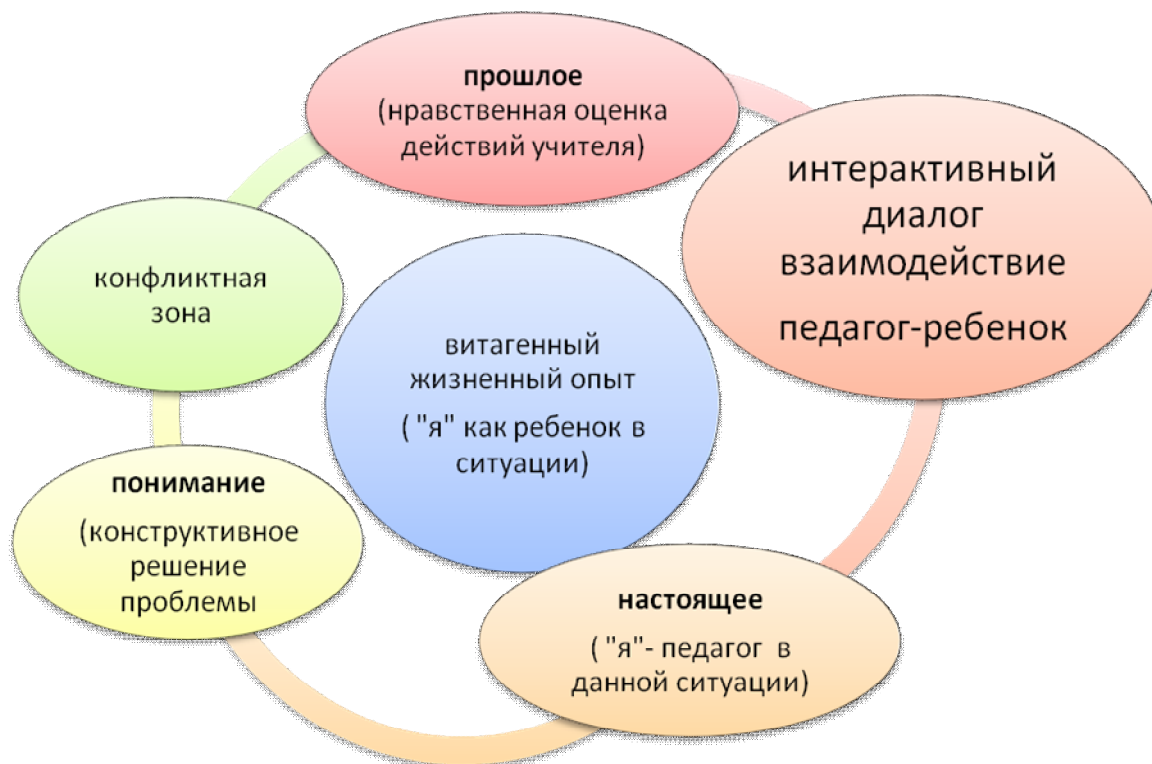 прошлое
(нравственная оценка
действий учителя)
интерактивный
диалог
взаимодействие
педагог-ребенок
конфликтная
зона
витагенный
жизненный опыт
( "я" как ребенок в
ситуации)
понимание
(конструктивное
решение
проблемы
настоящее
( "я"- педагог в
данной ситуации)